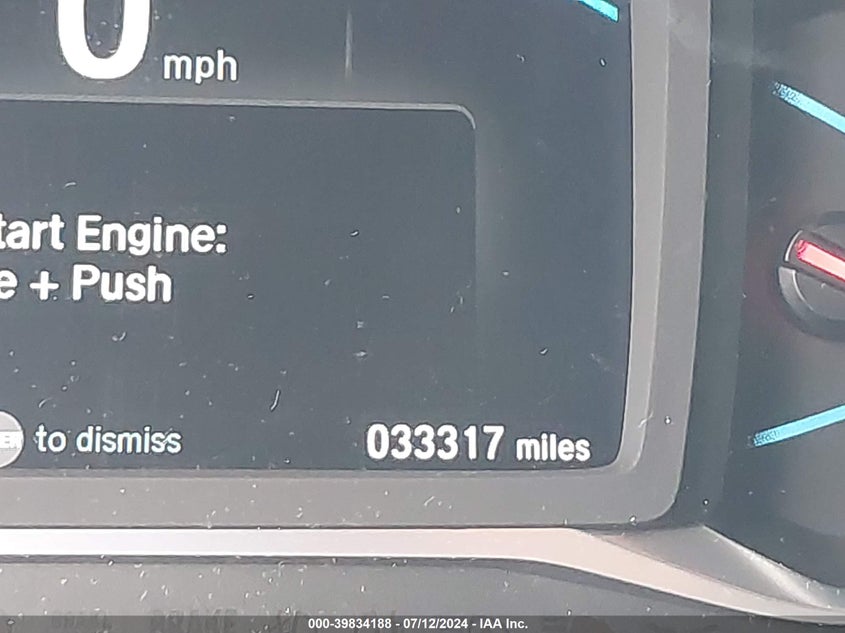 0 mph
tart Engine:
e + Push
to dismiss
033317 miles
000-39834188 - 07/12/2024 - IAA Inc.